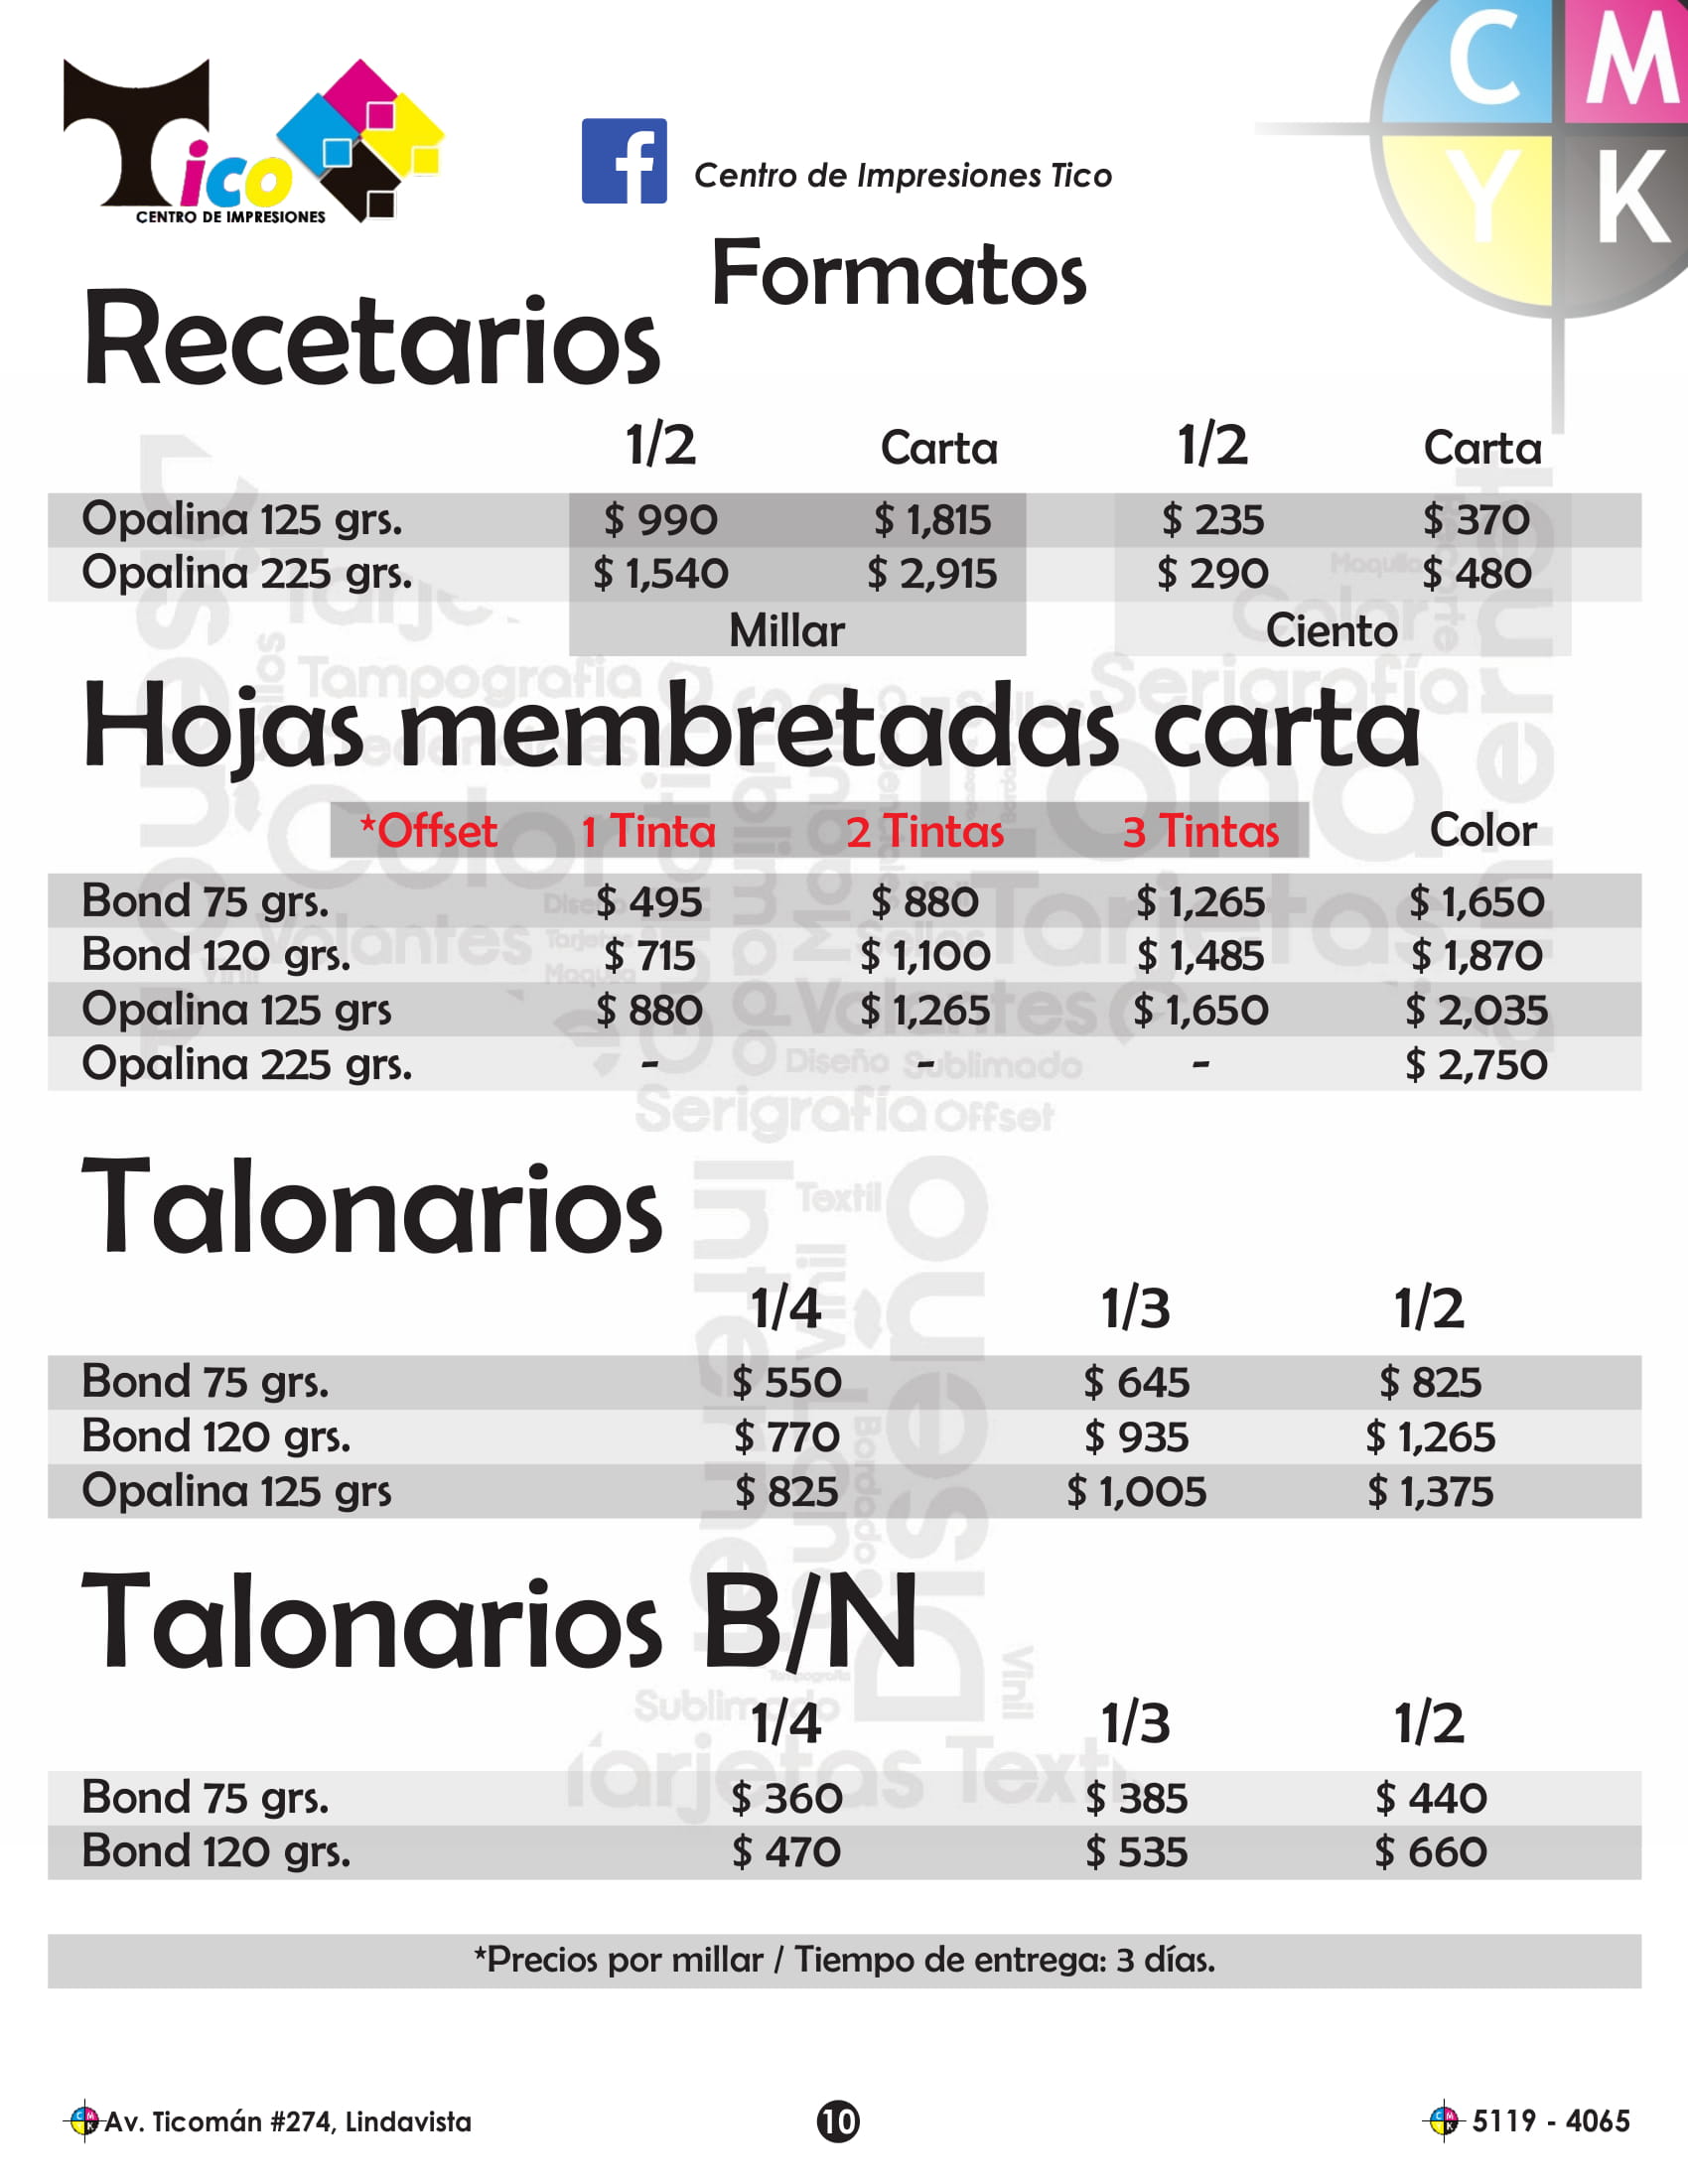 Tico
CENTRO DE IMPRESIONES
Centro de Impresiones Tico
C M
Y K
Formatos
Recetarios
1/2 Carta 1/2 Carta
Opalina 125 grs. $ 990 $ 1,815 $ 235 $ 370
Opalina 225 grs. $ 1,540 $ 2,915 $ 290 $ 480
Millar Ciento
Hojas membretadas carta
*Offset 1 Tinta 2 Tintas 3 Tintas Color
Bond 75 grs. $ 495 $ 880 $ 1,265 $ 1,650
Bond 120 grs. $ 715 $ 1,100 $ 1,485 $ 1,870
Opalina 125 grs $ 880 $ 1,265 $ 1,650 $ 2,035
Opalina 225 grs. - - - $ 2,750
Talonarios
1/4 1/3 1/2
Bond 75 grs. $ 550 $ 645 $ 825
Bond 120 grs. $ 770 $ 935 $ 1,265
Opalina 125 grs $ 825 $ 1,005 $ 1,375
Talonarios B/N
1/4 1/3 1/2
Bond 75 grs. $ 360 $ 385 $ 440
Bond 120 grs. $ 470 $ 535 $ 660
*Precios por millar / Tiempo de entrega: 3 días.
Av. Ticomán #274, Lindavista
10
5119 - 4065